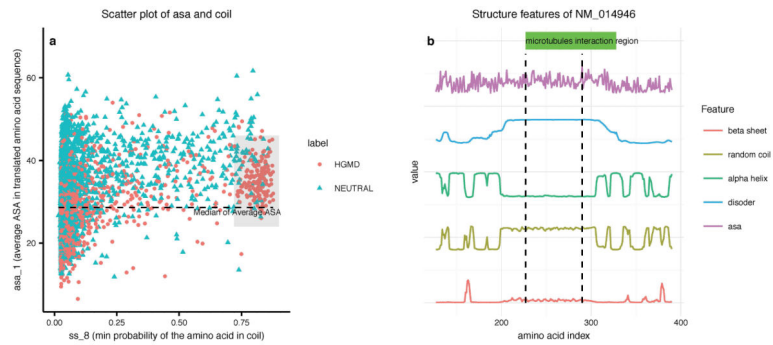 Scatter plot of asa and coil
a
asa_1 (average ASA in translated amino acid sequence)
60
40
20
Median of Average ASA
0.00
0.25
0.50
0.75
ss_8 (min probability of the amino acid in coil)
label
HGMD
NEUTRAL
Structure features of NM_014946
b
microtubules interaction region
value
200
300
400
amino acid index
Feature
beta sheet
random coil
alpha helix
disoder
asa